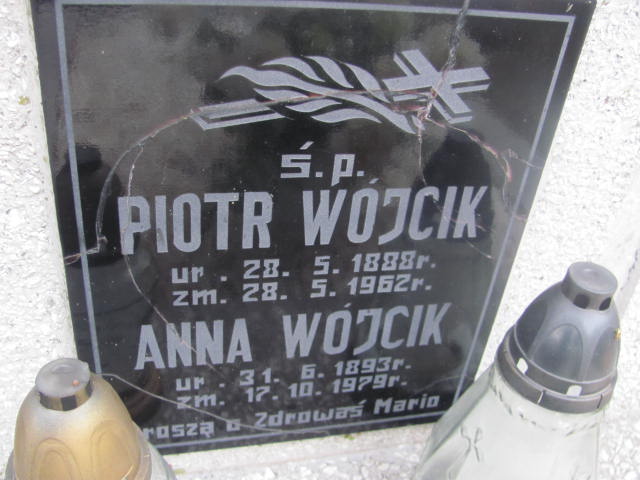 Ś.p.
PIOTR WÓJCIK
ur. 28. 5. 1888r.
zm. 28. 5. 1962r.
ANNA WÓJCIK
ur. 31. 6. 1893r.
zm. 17. 10. 1979r.
roszą o Zdrowaś Mario